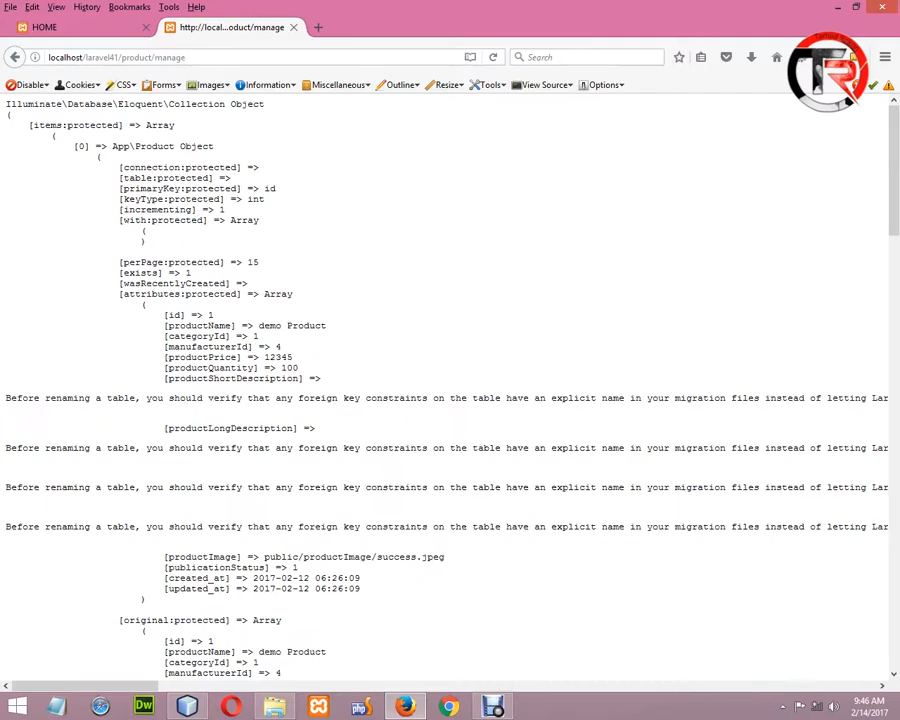 File Edit View History Bookmarks Tools Help
HOME
http://local...oduct/manage
localhost/laravel41/product/manage
Search
Disable Cookies CSS Forms Images Information Miscellaneous Outline Resize Tools View Source Options
TR
Illuminate\Database\Eloquent\Collection Object
(
[items:protected] => Array
(
[0] => App\Product Object
(
[connection:protected] =>
[table:protected] =>
[primaryKey:protected] => id
[keyType:protected] => int
[incrementing] => 1
[with:protected] => Array
(
)
[perPage:protected] => 15
[exists] => 1
[wasRecentlyCreated] =>
[attributes:protected] => Array
(
[id] => 1
[productName] => demo Product
[categoryId] => 1
[manufacturerId] => 4
[productPrice] => 12345
[productQuantity] => 100
[productShortDescription] =>
Before renaming a table, you should verify that any foreign key constraints on the table have an explicit name in your migration files instead of letting Lar
[productLongDescription] =>
Before renaming a table, you should verify that any foreign key constraints on the table have an explicit name in your migration files instead of letting Lar
Before renaming a table, you should verify that any foreign key constraints on the table have an explicit name in your migration files instead of letting Lar
Before renaming a table, you should verify that any foreign key constraints on the table have an explicit name in your migration files instead of letting Lar
[productImage] => public/productImage/success.jpeg
[publicationStatus] => 1
[created_at] => 2017-02-12 06:26:09
[updated_at] => 2017-02-12 06:26:09
)
[original:protected] => Array
(
[id] => 1
[productName] => demo Product
[categoryId] => 1
[manufacturerId] => 4
Dw
php
9:46 AM
2/14/2017